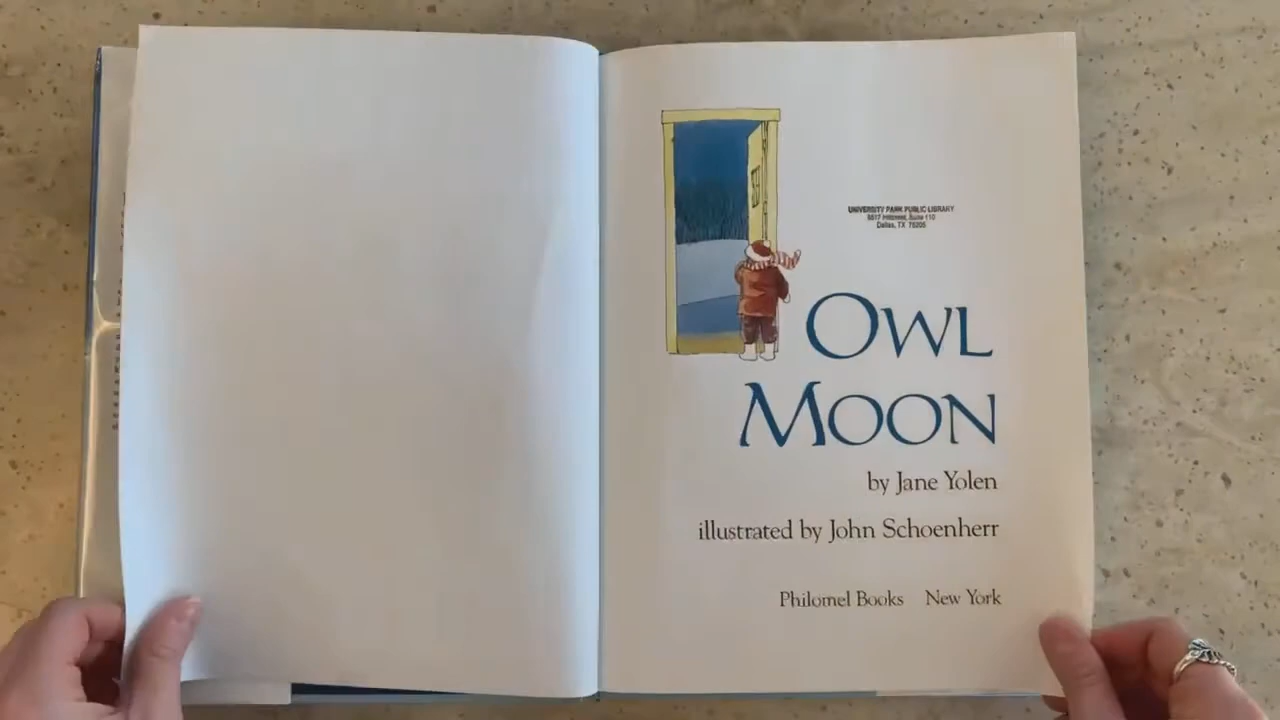 UNIVERSITY PARK PUBLIC LIBRARY
Dallas, TX 75205
OWL
MOON
by Jane Yolen
illustrated by John Schoenherr
Philomel Books New York